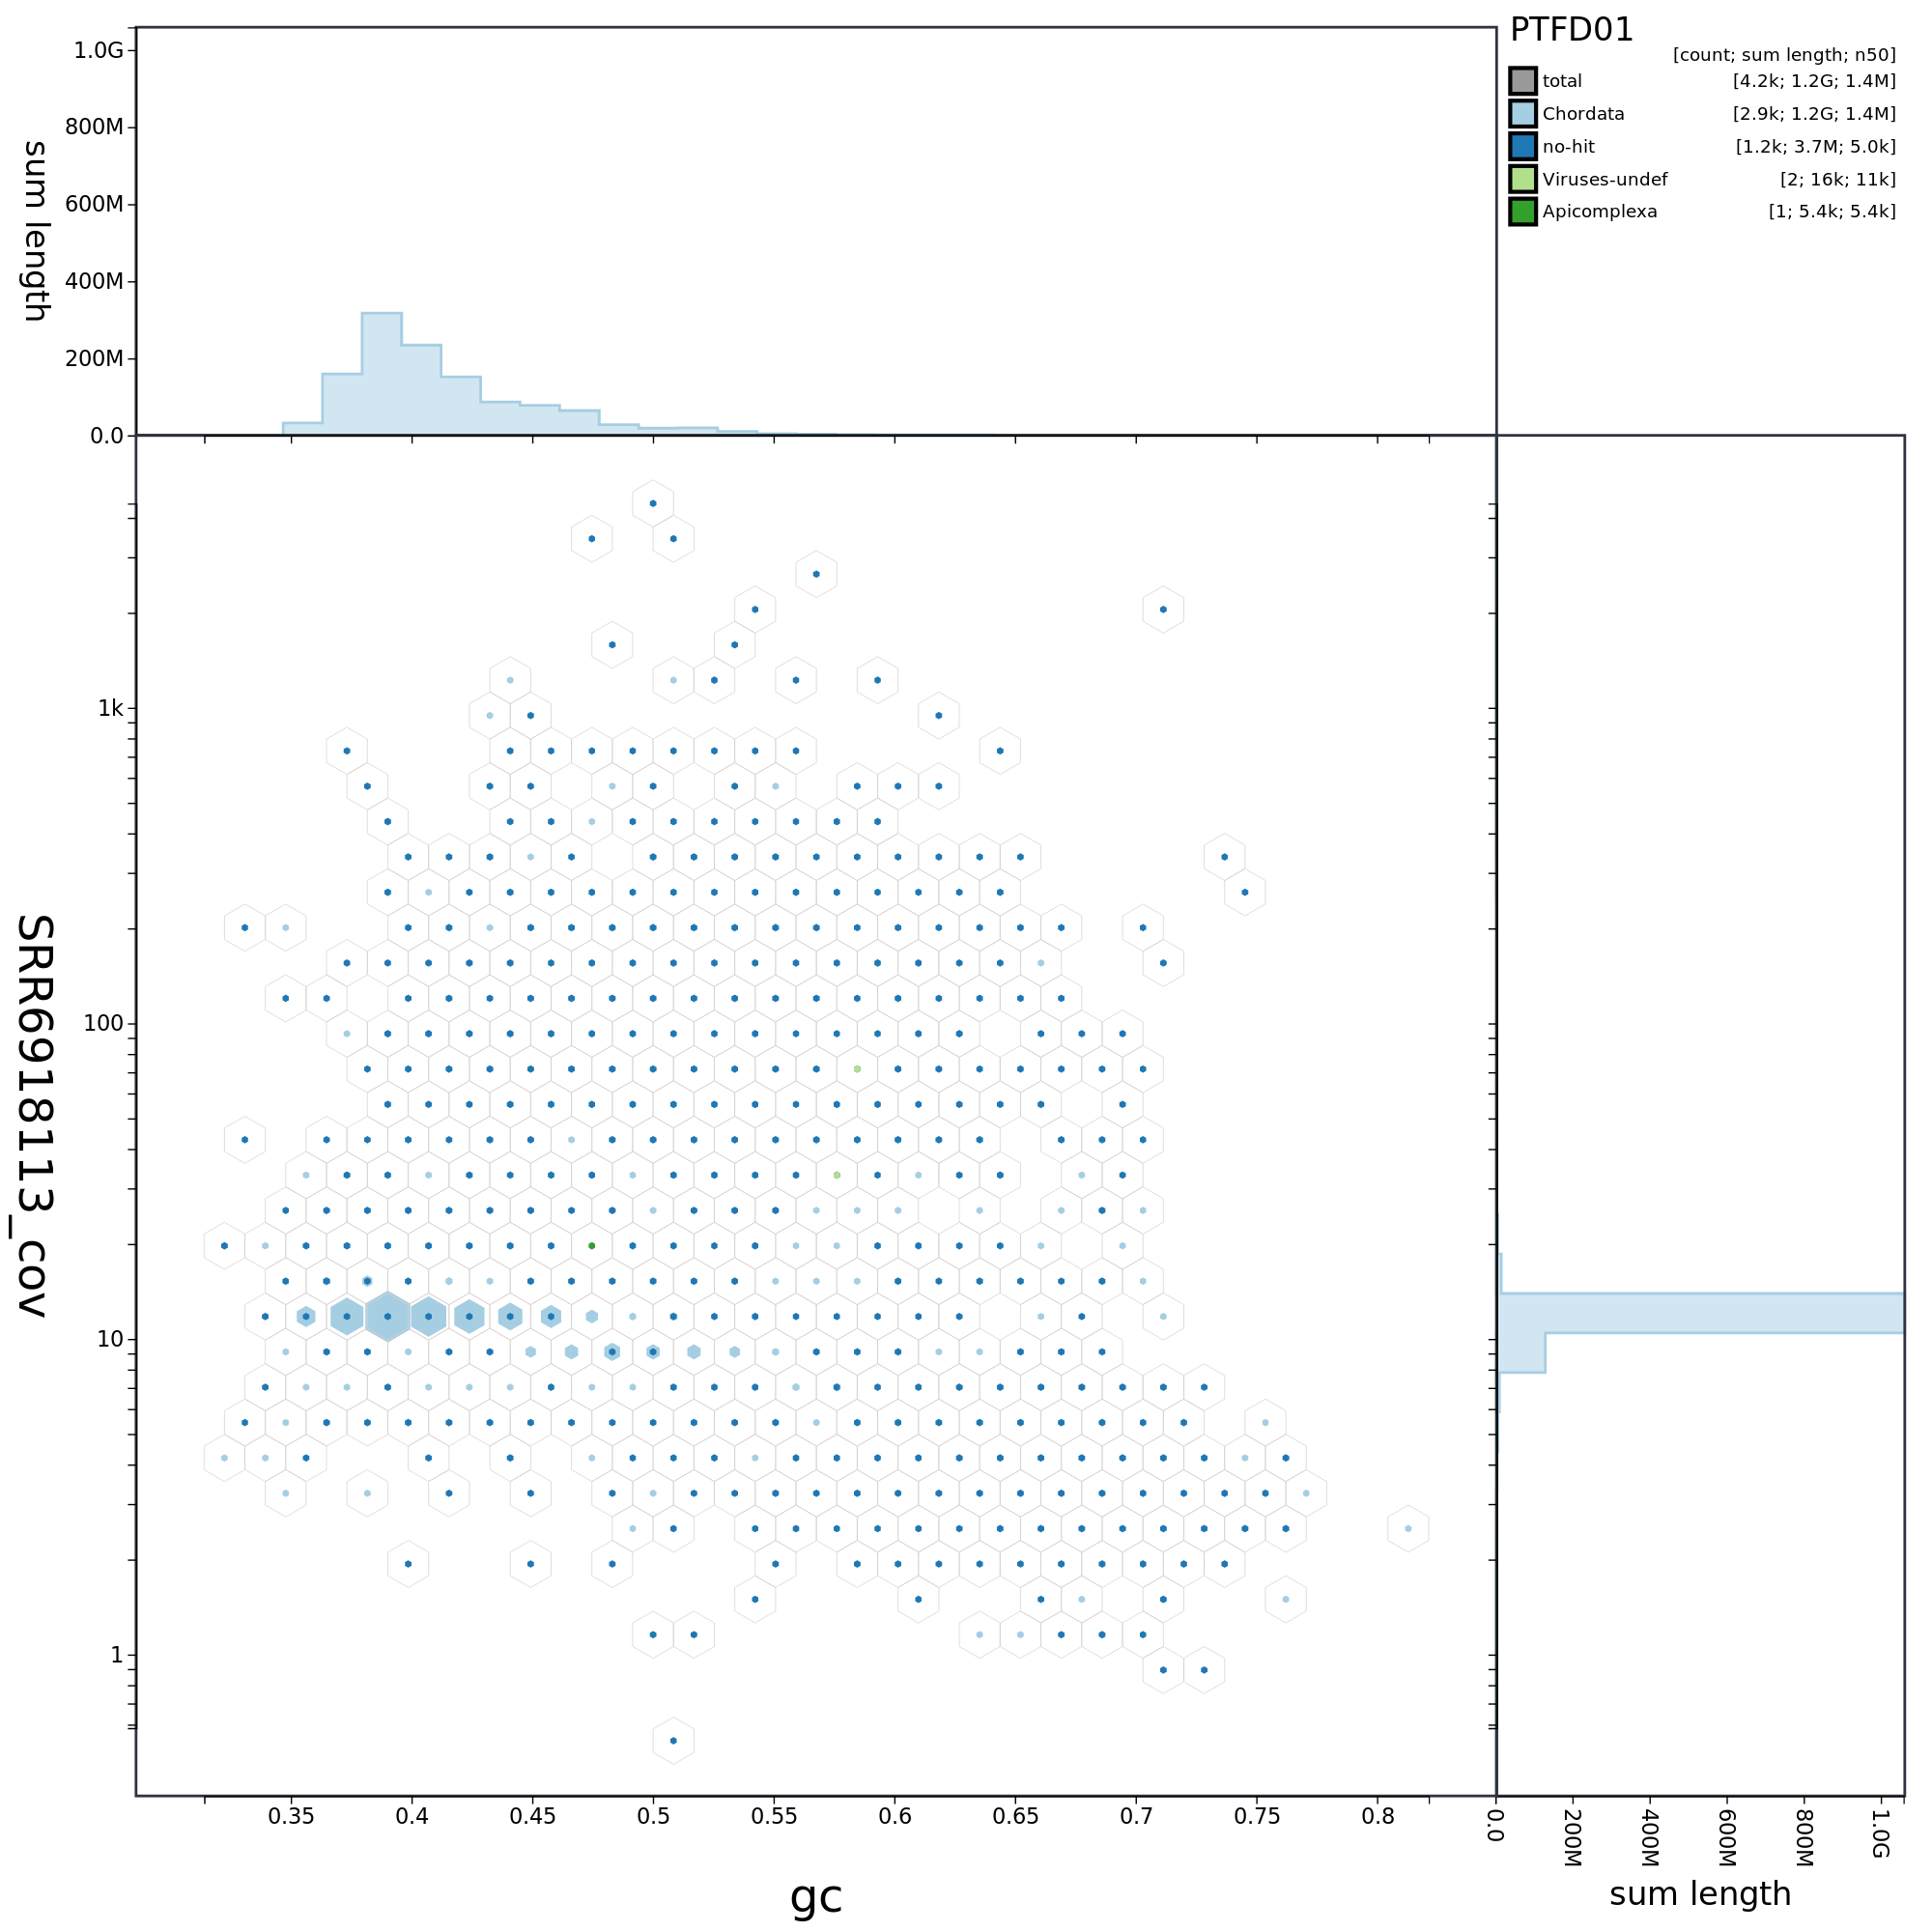 PTFD01
[count; sum length; n50]
total [4.2k; 1.2G; 1.4M]
Chordata [2.9k; 1.2G; 1.4M]
no-hit [1.2k; 3.7M; 5.0k]
Viruses-undef [2; 16k; 11k]
Apicomplexa [1; 5.4k; 5.4k]
sum length
1.0G
800M
600M
400M
200M
0.0
SRR6918113_cov
1k
100
10
1
0.35 0.4 0.45 0.5 0.55 0.6 0.65 0.7 0.75 0.8
gc
0.0 200M 400M 600M 800M 1.0G
sum length